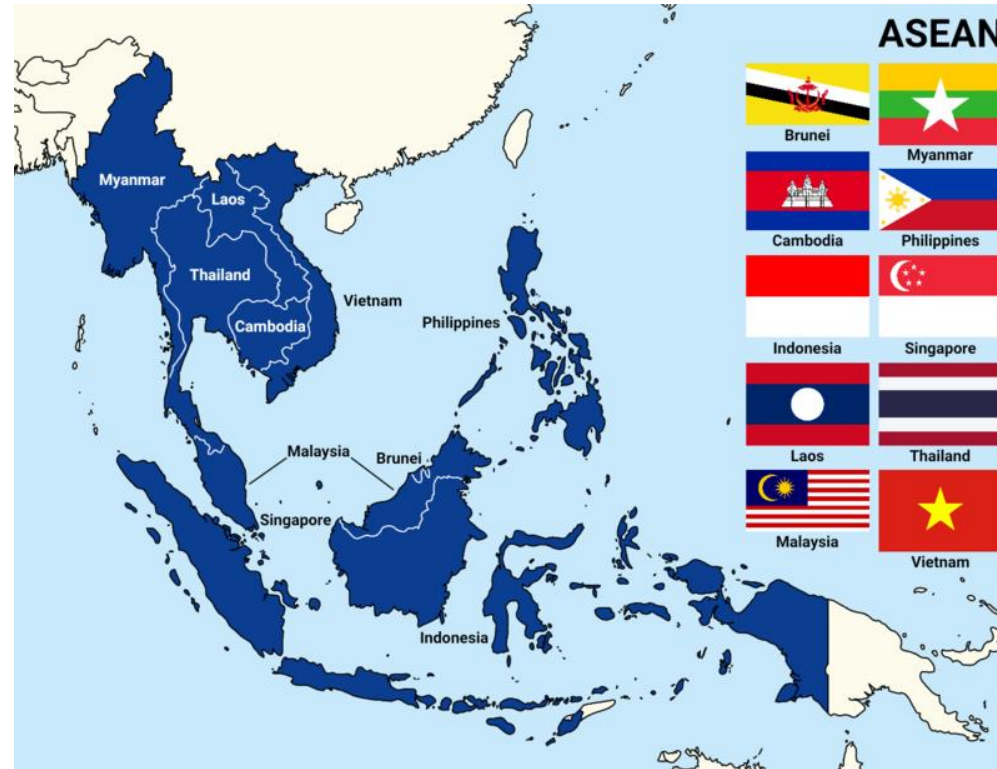 ASEAN
Brunei
Myanmar
Cambodia
Philippines
Indonesia
Singapore
Laos
Thailand
Malaysia
Vietnam
Myanmar
Laos
Thailand
Vietnam
Cambodia
Philippines
Malaysia
Brunei
Singapore
Indonesia